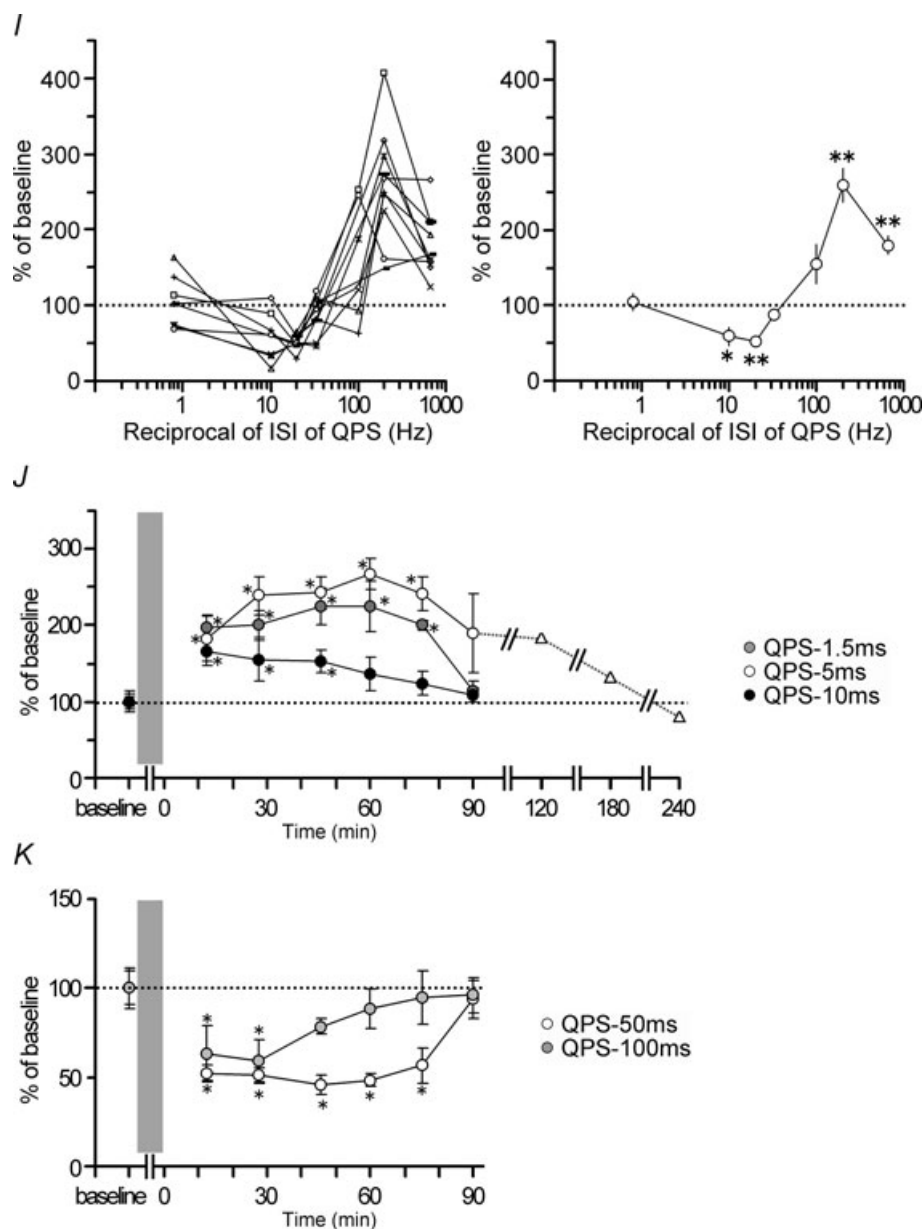 I
% of baseline
400
300
200
100
0
1 10 100 1000
Reciprocal of ISI of QPS (Hz)
% of baseline
400
300
200
100
0
* ** ** **
1 10 100 1000
Reciprocal of ISI of QPS (Hz)
J
% of baseline
300
200
100
0
* * * * *
* * * * *
* * *
QPS-1.5ms
QPS-5ms
QPS-10ms
baseline 0 30 60 90 120 180 240
Time (min)
K
% of baseline
150
100
50
0
* *
* * * * *
QPS-50ms
QPS-100ms
baseline 0 30 60 90
Time (min)